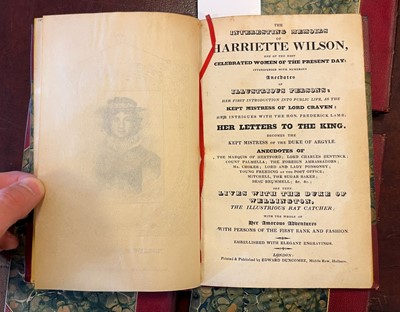 THE
INTERESTING MEMOIRS
OF
HARRIETTE WILSON,
ONE OF THE MOST
CELEBRATED WOMEN OF THE PRESENT DAY:
INTERSPERSED WITH NUMEROUS
Anecdotes
OF
ILLUSTRIOUS PERSONS;
HER FIRST INTRODUCTION INTO PUBLIC LIFE, AS THE
KEPT MISTRESS OF LORD CRAVEN;
HER INTRIGUES WITH THE HON. FREDERICK LAMB;
HER LETTERS TO THE KING.
BECOMES THE
KEPT MISTRESS OF THE DUKE OF ARGYLE.
ANECDOTES OF
THE MARQUIS OF HERTFORD; LORD CHARLES BENTINCK;
COUNT PALMELLA; THE FOREIGN AMBASSADORS;
MR. CROKER; LORD AND LADY PONSONBY;
YOUNG FREELING OF THE POST OFFICE;
MITCHELL, THE SUGAR BAKER;
BEAU BRUMMELL; &c. &c.;
SHE THEN
LIVES WITH THE DUKE OF
WELLINGTON,
THE ILLUSTRIOUS RAT CATCHER;
WITH THE WHOLE OF
Her Amorous Adventures
WITH PERSONS OF THE FIRST RANK AND FASHION.
EMBELLISHED WITH ELEGANT ENGRAVINGS.
LONDON:
Printed & Published by EDWARD DUNCOMBE, Middle Row, Holborn.